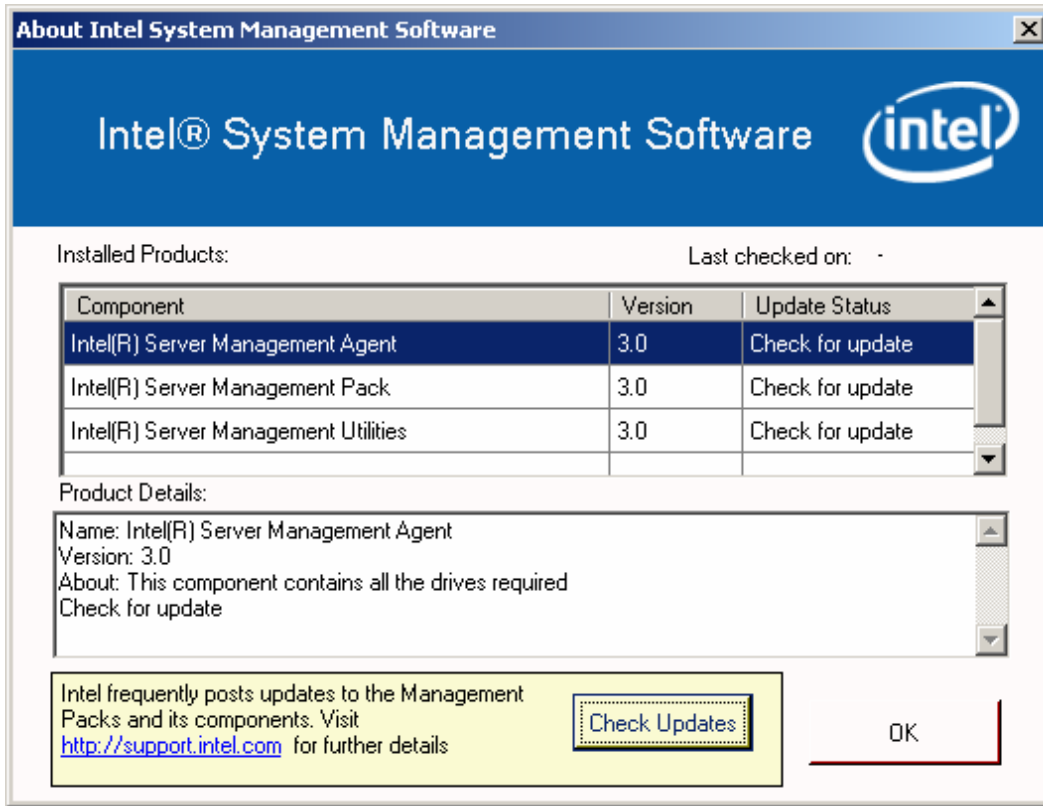 About Intel System Management Software
Intel® System Management Software
intel
Installed Products:
Last checked on: -
Component Version Update Status
Intel(R) Server Management Agent 3.0 Check for update
Intel(R) Server Management Pack 3.0 Check for update
Intel(R) Server Management Utilities 3.0 Check for update
Product Details:
Name: Intel(R) Server Management Agent
Version: 3.0
About: This component contains all the drives required
Check for update
Intel frequently posts updates to the Management
Packs and its components. Visit
http://support.intel.com for further details
Check Updates
OK